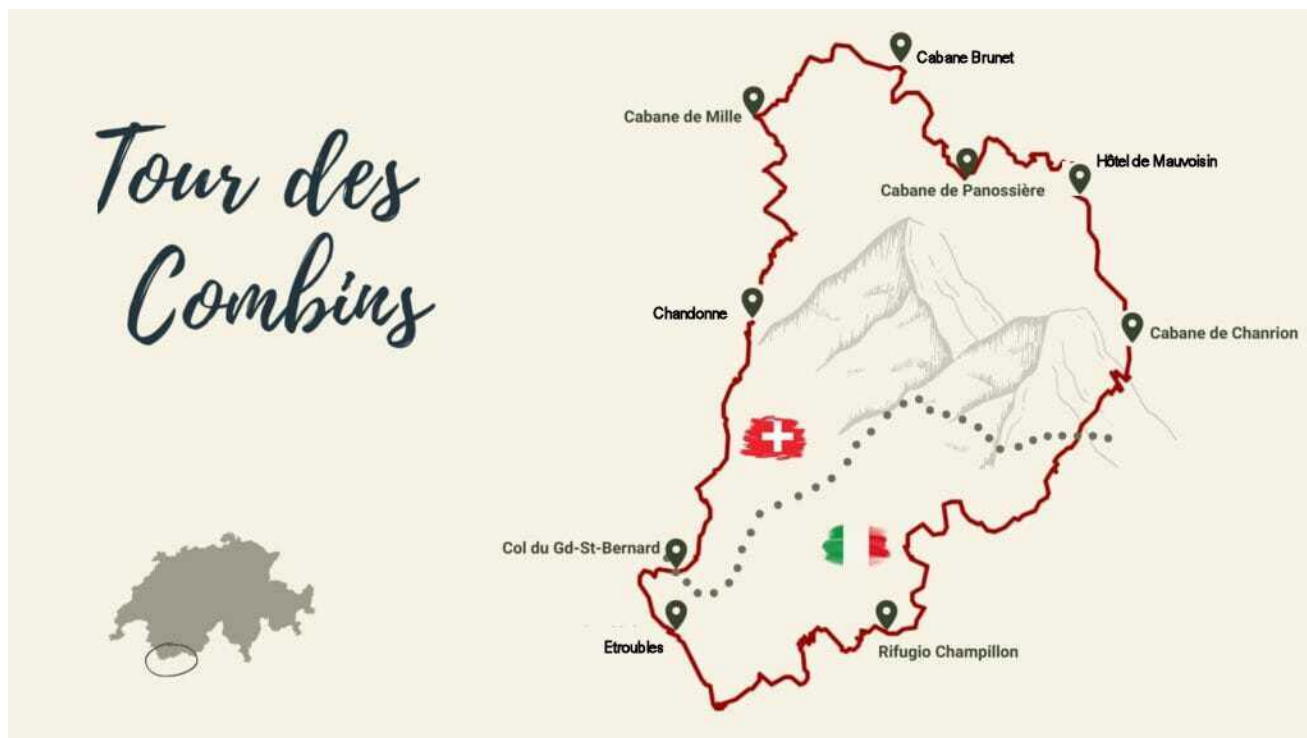 Tour des
Combins
Cabane Brunet
Cabane de Mille
Hôtel de Mauvoisin
Cabane de Panossière
Chandonne
Cabane de Chanrion
Col du Gd-St-Bernard
Etroubles
Rifugio Champillon